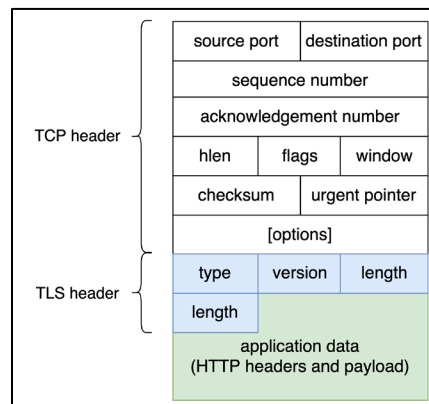 source port destination port
sequence number
acknowledgement number
TCP header
hlen flags window
checksum urgent pointer
[options]
type version length
TLS header
length
application data
(HTTP headers and payload)